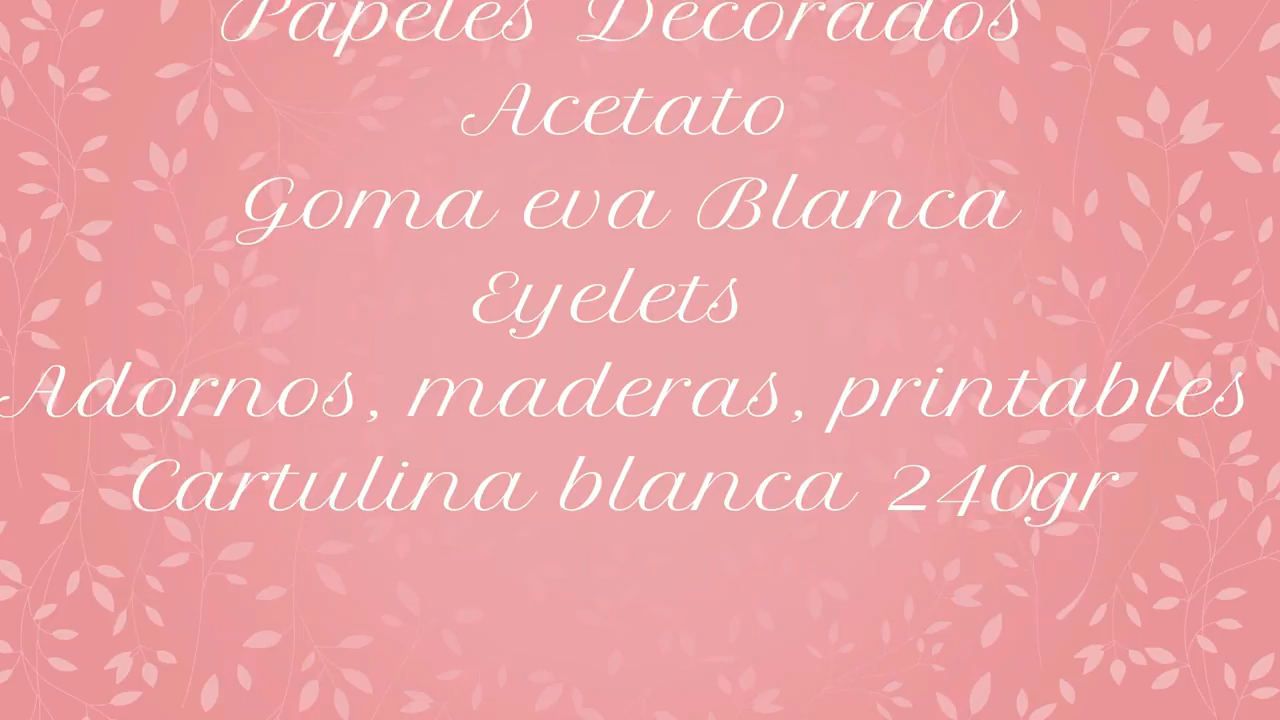 Papeles Decorados
Acetato
Goma eva Blanca
Eyelets
Adornos, maderas, printables
Cartulina blanca 240gr